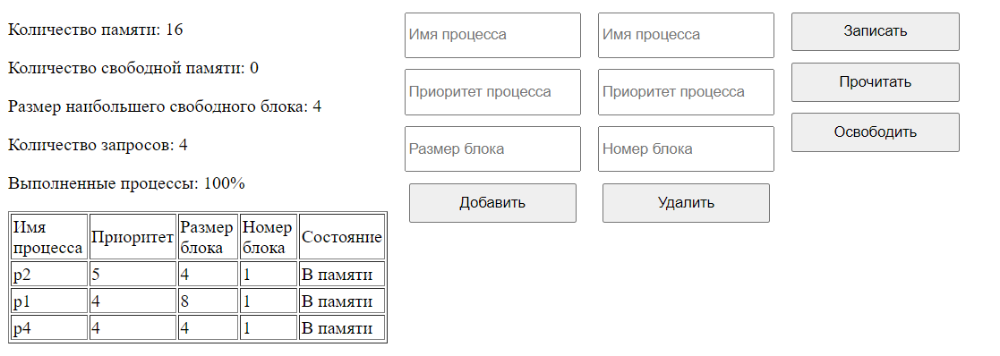 Количество памяти: 16
Количество свободной памяти: 0
Размер наибольшего свободного блока: 4
Количество запросов: 4
Выполненные процессы: 100%
Имя процесса Приоритет Размер блока Номер блока Состояние
p2 5 4 1 В памяти
p1 4 8 1 В памяти
p4 4 4 1 В памяти
Имя процесса
Приоритет процесса
Размер блока
Добавить
Имя процесса
Приоритет процесса
Номер блока
Удалить
Записать
Прочитать
Освободить